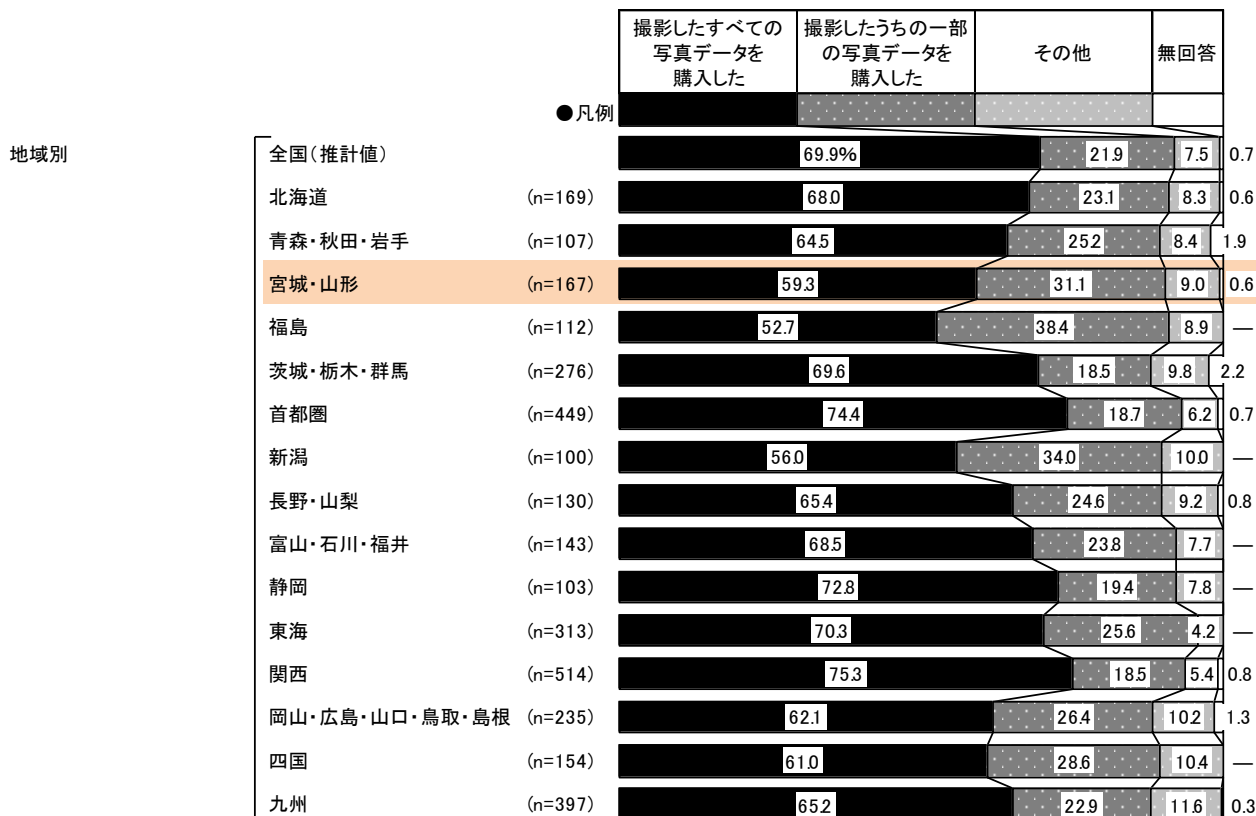 撮影したすべての
写真データを
購入した
撮影したうちの一部
の写真データを
購入した
その他
無回答
●凡例
地域別
全国(推計値) 69.9% 21.9 7.5 0.7
北海道 (n=169) 68.0 23.1 8.3 0.6
青森・秋田・岩手 (n=107) 64.5 25.2 8.4 1.9
宮城・山形 (n=167) 59.3 31.1 9.0 0.6
福島 (n=112) 52.7 38.4 8.9 ―
茨城・栃木・群馬 (n=276) 69.6 18.5 9.8 2.2
首都圏 (n=449) 74.4 18.7 6.2 0.7
新潟 (n=100) 56.0 34.0 10.0 ―
長野・山梨 (n=130) 65.4 24.6 9.2 0.8
富山・石川・福井 (n=143) 68.5 23.8 7.7 ―
静岡 (n=103) 72.8 19.4 7.8 ―
東海 (n=313) 70.3 25.6 4.2 ―
関西 (n=514) 75.3 18.5 5.4 0.8
岡山・広島・山口・鳥取・島根 (n=235) 62.1 26.4 10.2 1.3
四国 (n=154) 61.0 28.6 10.4 ―
九州 (n=397) 65.2 22.9 11.6 0.3